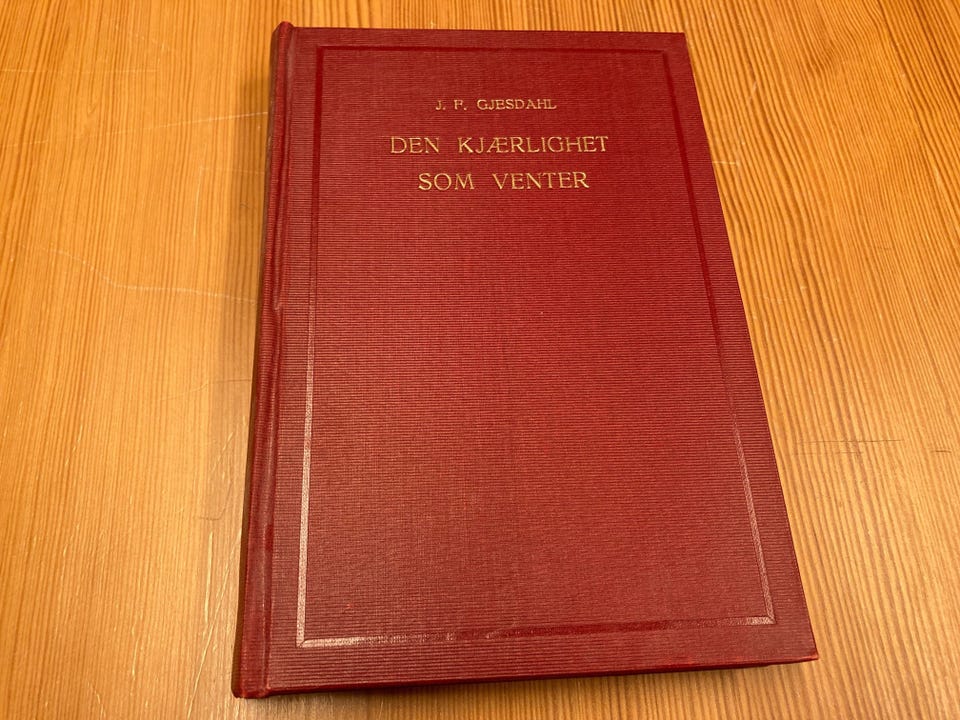 J. F. GJESDAHL
DEN KJÆRLIGHET
SOM VENTER